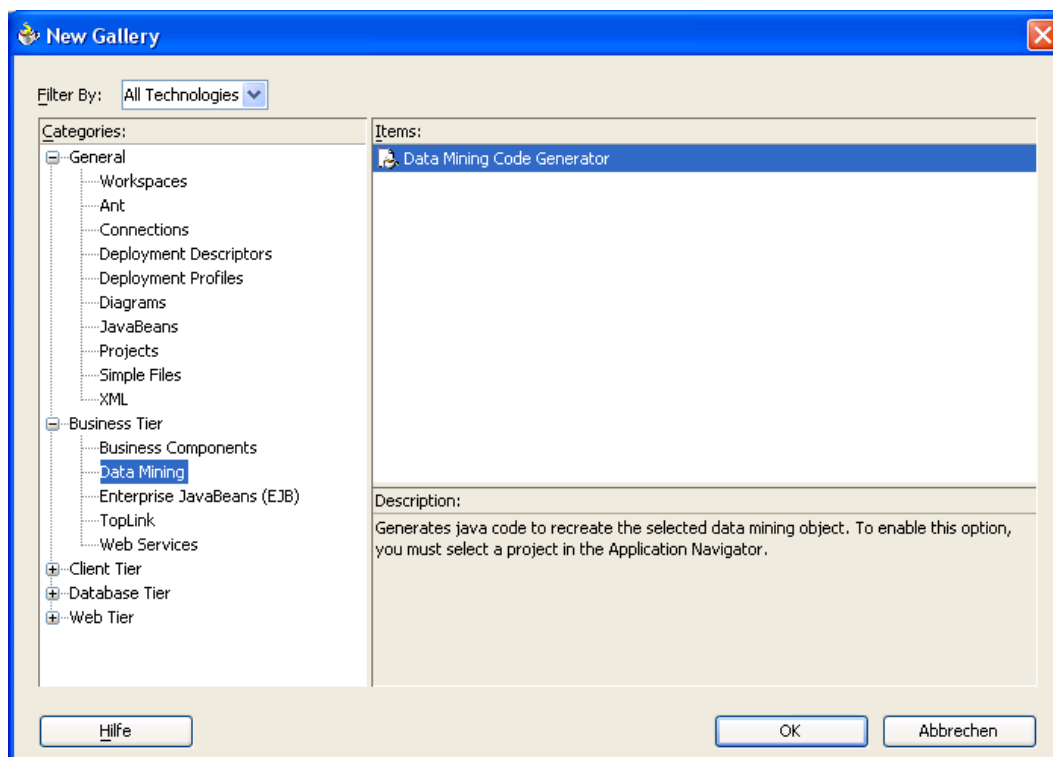 New Gallery
Filter By: All Technologies
Categories:
General
Workspaces
Ant
Connections
Deployment Descriptors
Deployment Profiles
Diagrams
JavaBeans
Projects
Simple Files
XML
Business Tier
Business Components
Data Mining
Enterprise JavaBeans (EJB)
TopLink
Web Services
Client Tier
Database Tier
Web Tier
Items:
Data Mining Code Generator
Description:
Generates java code to recreate the selected data mining object. To enable this option,
you must select a project in the Application Navigator.
Hilfe
OK
Abbrechen